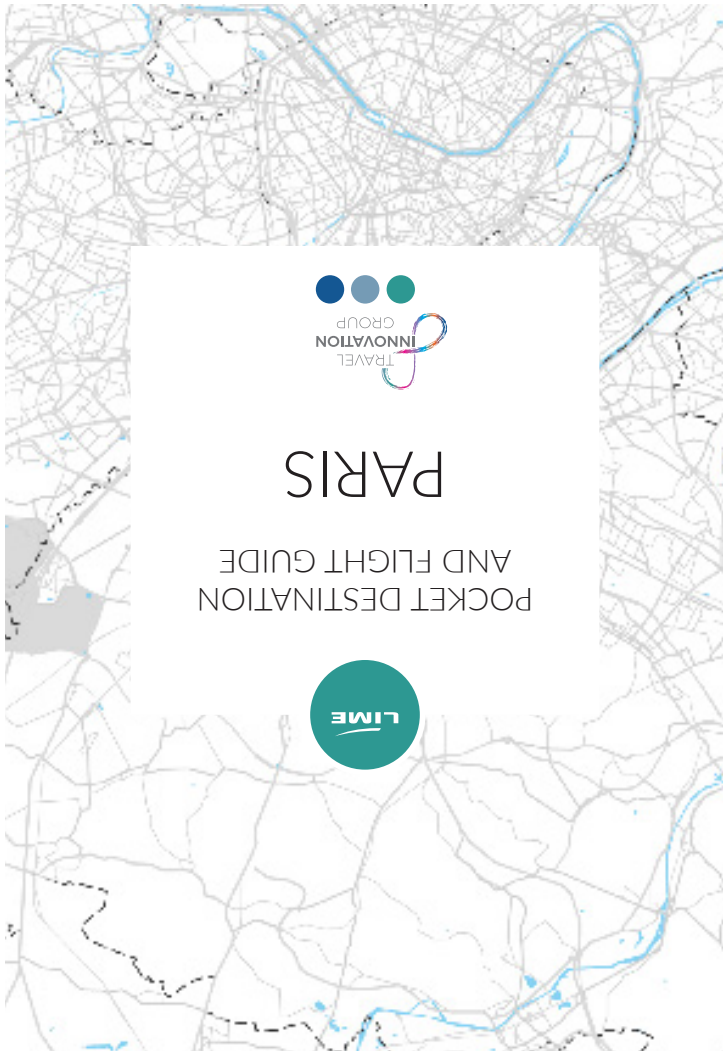 LIME
POCKET DESTINATION
AND FLIGHT GUIDE
PARIS
TRAVEL
INNOVATION
GROUP